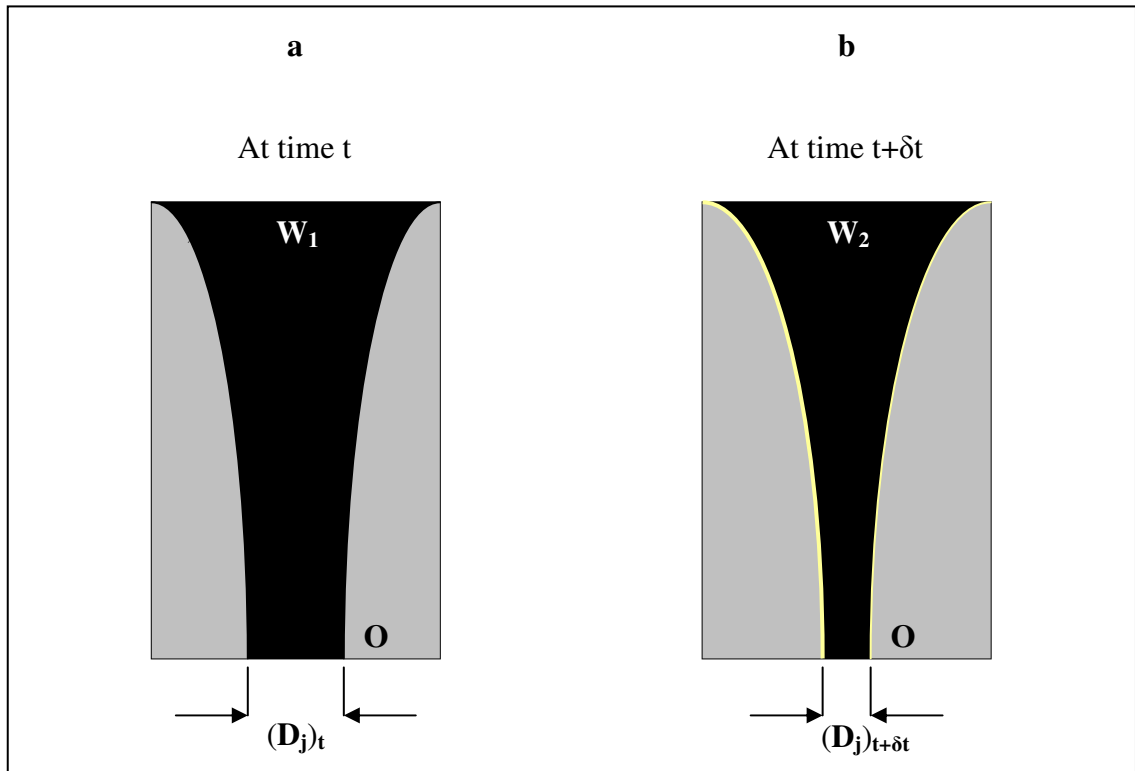 a
b
At time t
At time t+δt
W₁
W₂
O
O
(Dⱼ)ₜ
(Dⱼ)ₜ₊δₜ